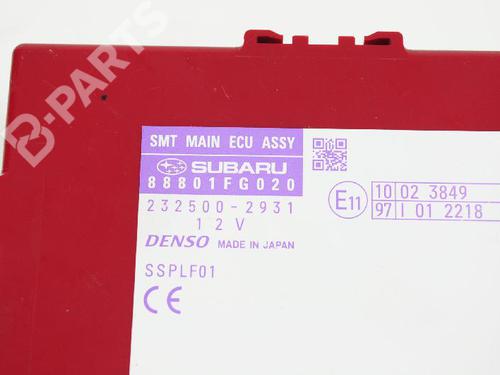 B-PARTS
SMT MAIN ECU ASSY
SUBARU
88801FG020
232500-2931
12V
DENSO MADE IN JAPAN
SSPLF01
CE
E11
10 02 3849
97 I 01 2218